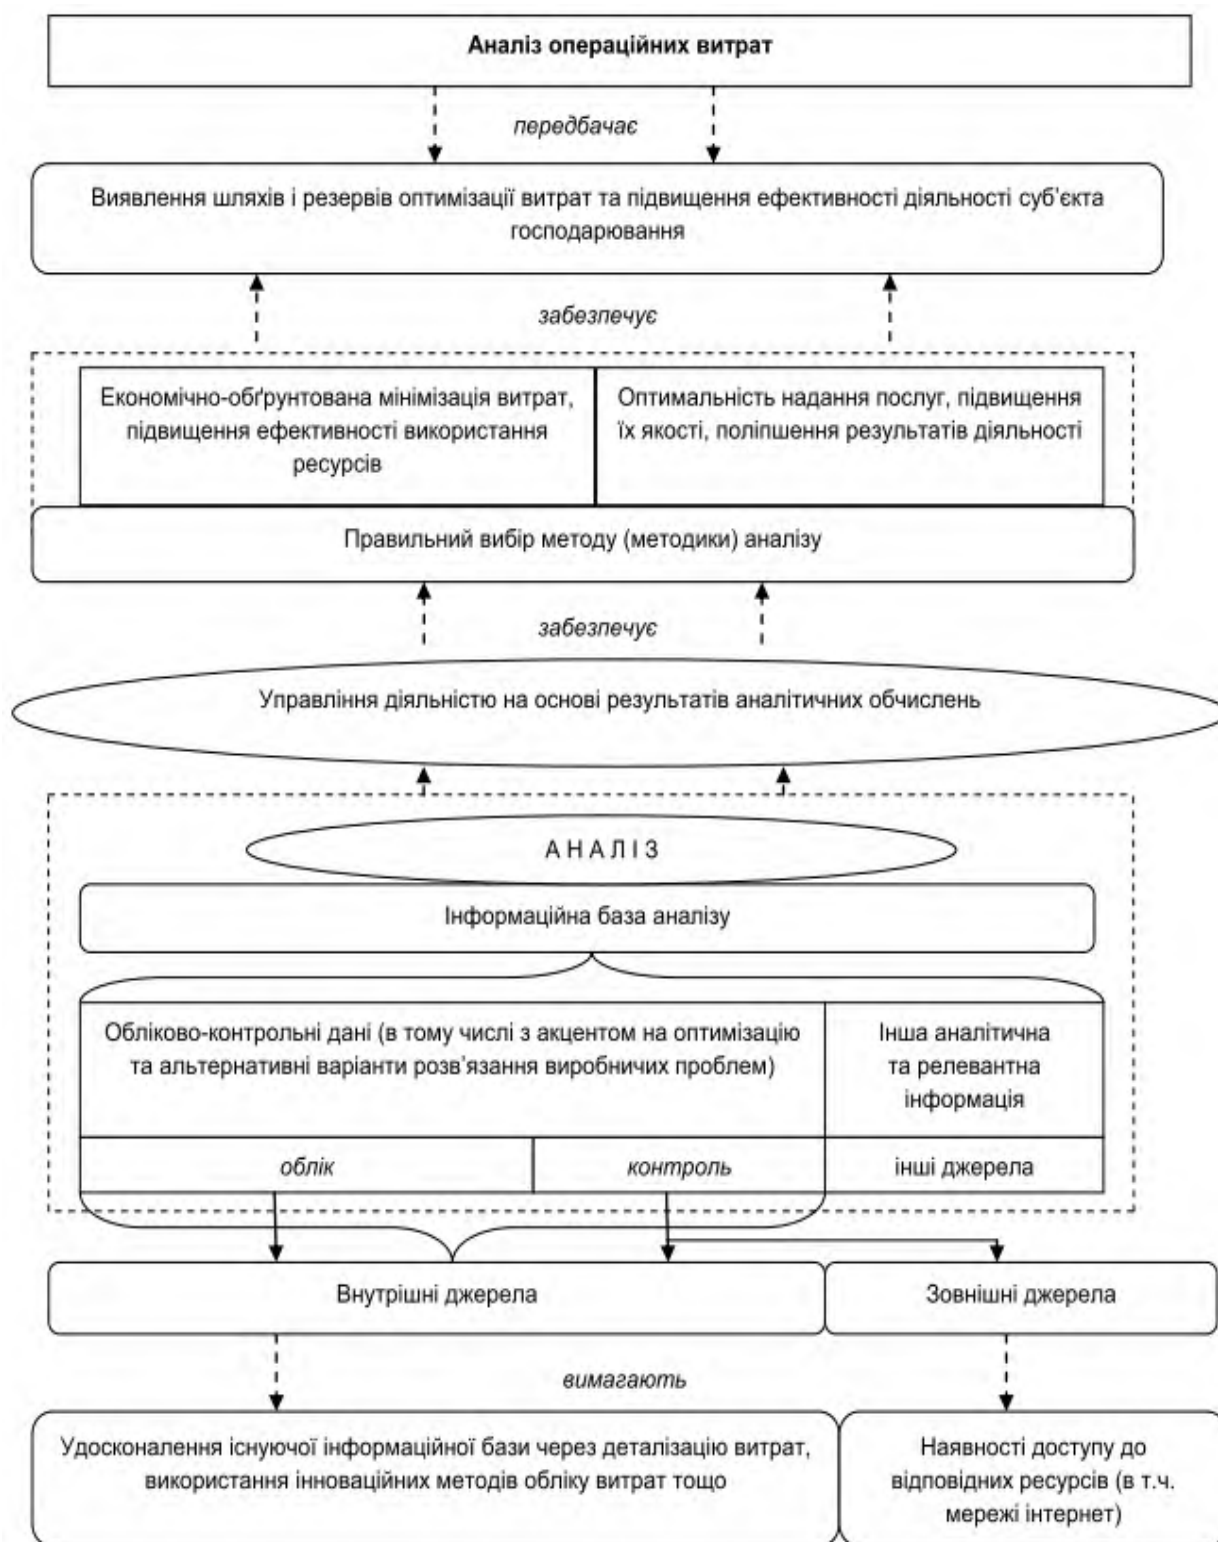 Аналіз операційних витрат
передбачає
Виявлення шляхів і резервів оптимізації витрат та підвищення ефективності діяльності суб’єкта
господарювання
забезпечує
Економічно-обґрунтована мінімізація витрат,
підвищення ефективності використання
ресурсів
Оптимальність надання послуг, підвищення
їх якості, поліпшення результатів діяльності
Правильний вибір методу (методики) аналізу
забезпечує
Управління діяльністю на основі результатів аналітичних обчислень
А Н А Л І З
Інформаційна база аналізу
Обліково-контрольні дані (в тому числі з акцентом на оптимізацію
та альтернативні варіанти розв’язання виробничих проблем)
Інша аналітична
та релевантна
інформація
облік
контроль
інші джерела
Внутрішні джерела
Зовнішні джерела
вимагають
Удосконалення існуючої інформаційної бази через деталізацію витрат,
використання інноваційних методів обліку витрат тощо
Наявності доступу до
відповідних ресурсів (в т.ч.
мережі інтернет)